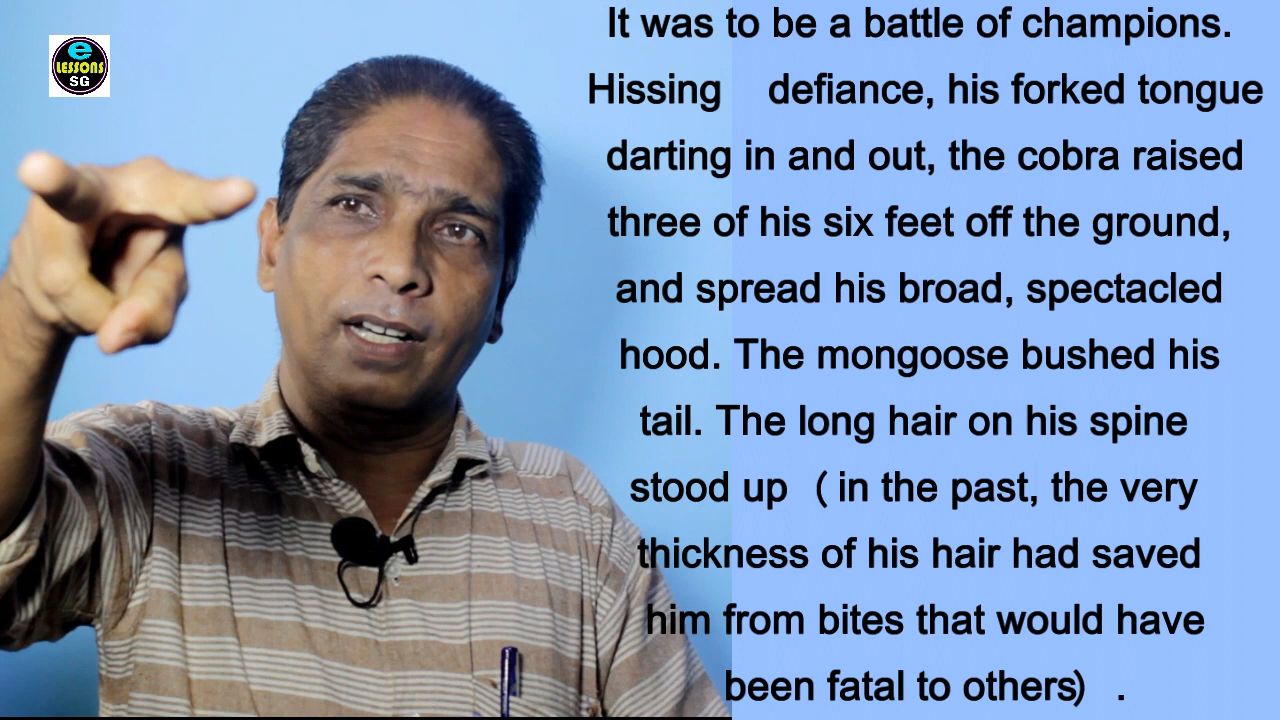 e
LESSONS
SG
It was to be a battle of champions.
Hissing defiance, his forked tongue
darting in and out, the cobra raised
three of his six feet off the ground,
and spread his broad, spectacled
hood. The mongoose bushed his
tail. The long hair on his spine
stood up ( in the past, the very
thickness of his hair had saved
him from bites that would have
been fatal to others) .